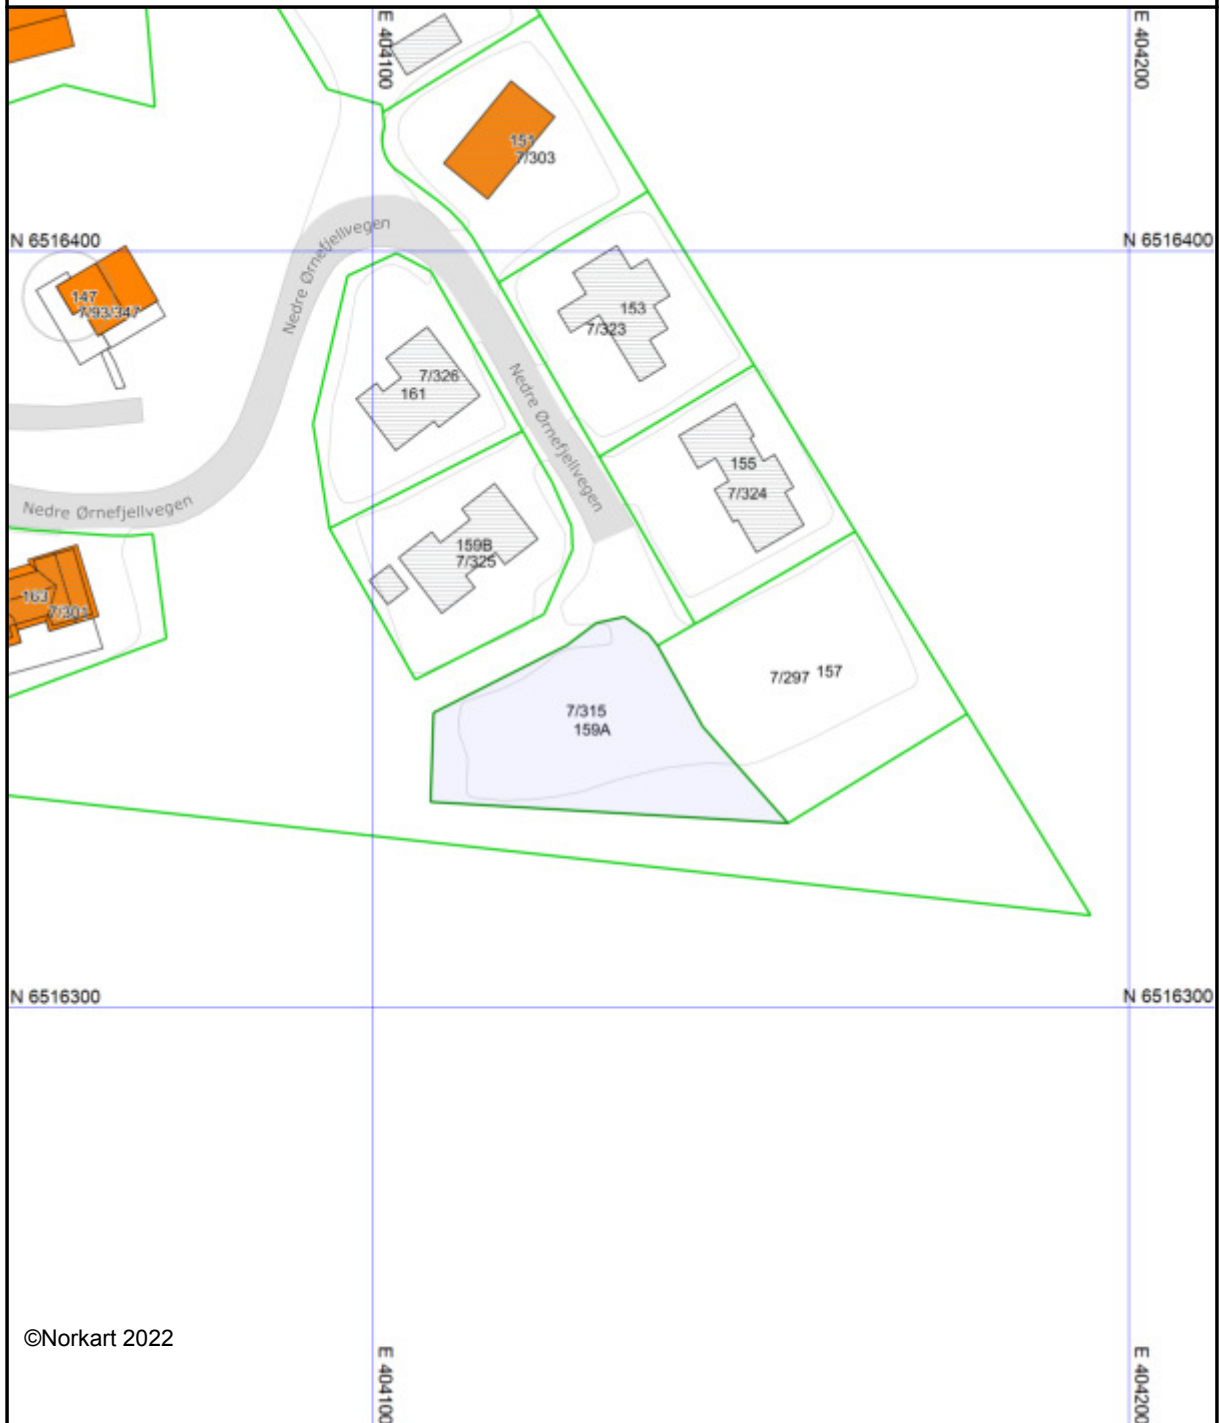 E 404100
E 404200
151
7/303
Nedre Ørnefjellvegen
N 6516400
N 6516400
147
7/93/347
153
7/323
7/326
161
Nedre Ørnefjellvegen
155
7/324
Nedre Ørnefjellvegen
159B
7/325
163
7/301
7/297 157
7/315
159A
N 6516300
N 6516300
©Norkart 2022
E 404100
E 404200